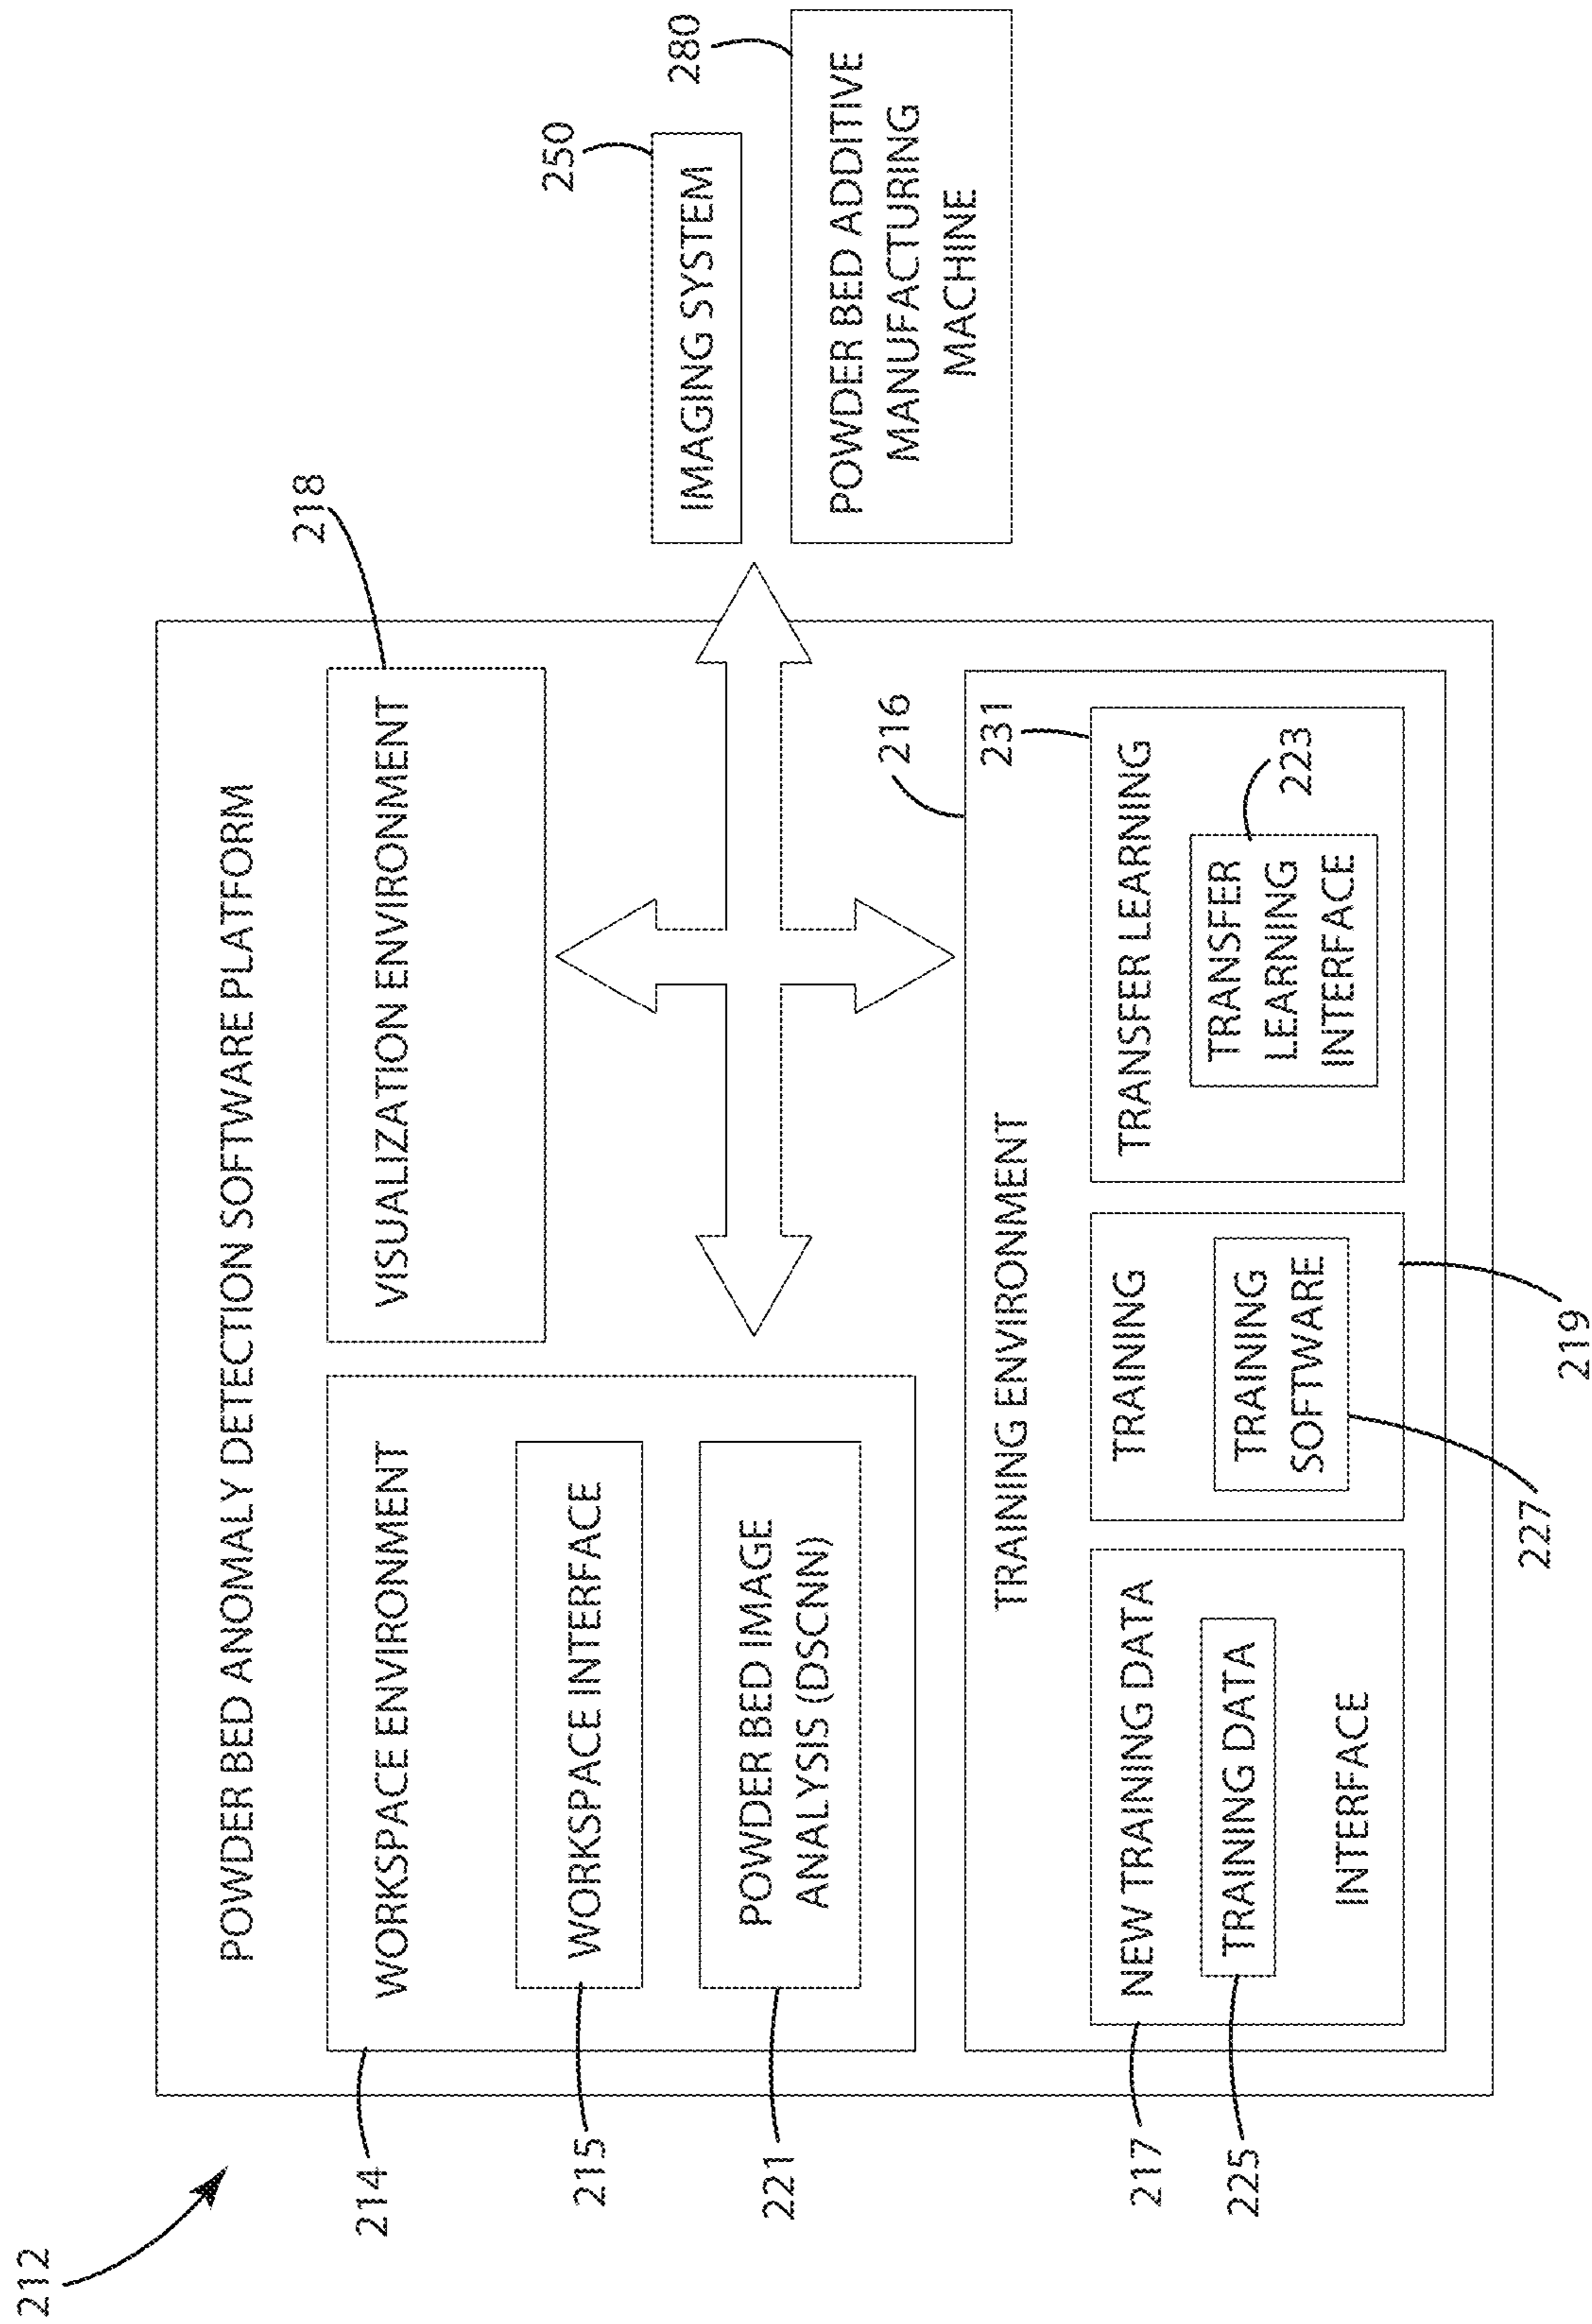 212
POWDER BED ANOMALY DETECTION SOFTWARE PLATFORM
214
WORKSPACE ENVIRONMENT
215
WORKSPACE INTERFACE
221
POWDER BED IMAGE
ANALYSIS (DSCNN)
218
VISUALIZATION ENVIRONMENT
250
IMAGING SYSTEM
280
POWDER BED ADDITIVE
MANUFACTURING
MACHINE
216
TRAINING ENVIRONMENT
217
NEW TRAINING DATA
225
TRAINING DATA
INTERFACE
TRAINING
TRAINING
SOFTWARE
227
219
231
TRANSFER LEARNING
TRANSFER
LEARNING
INTERFACE
223